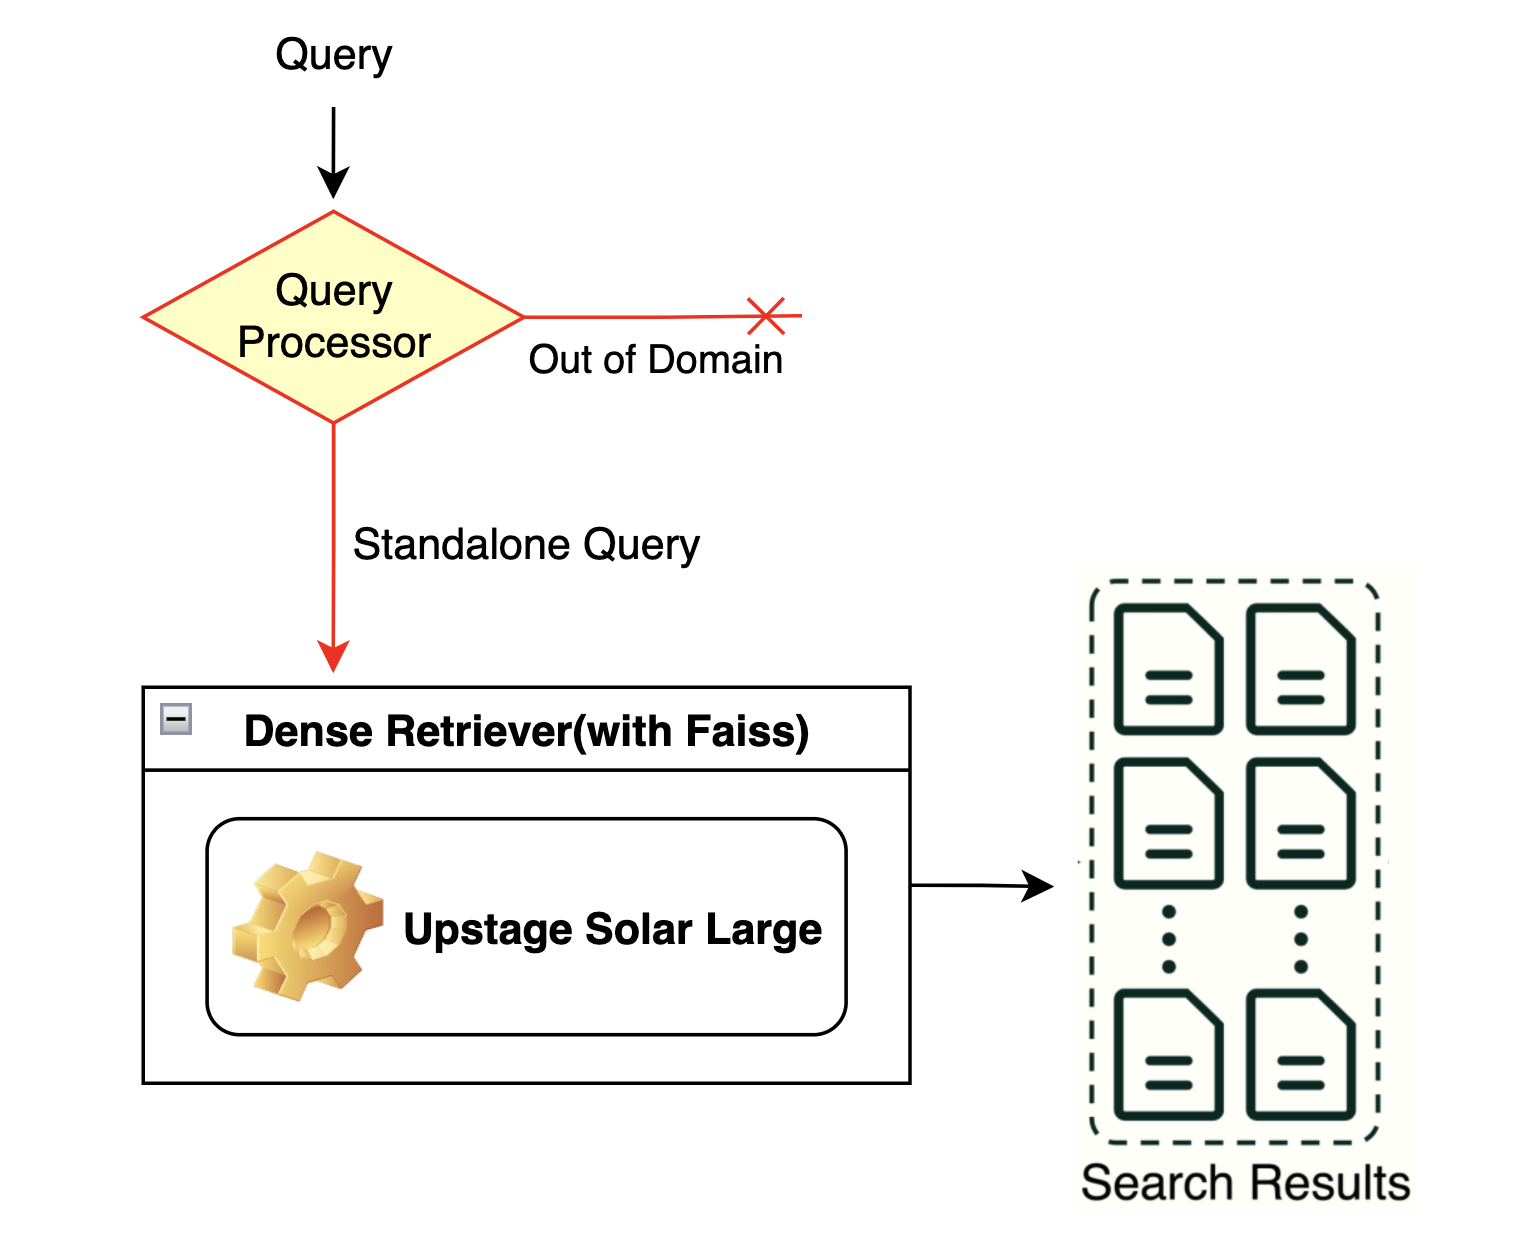 Query
Query
Processor
Out of Domain
Standalone Query
Dense Retriever(with Faiss)
Upstage Solar Large
Search Results